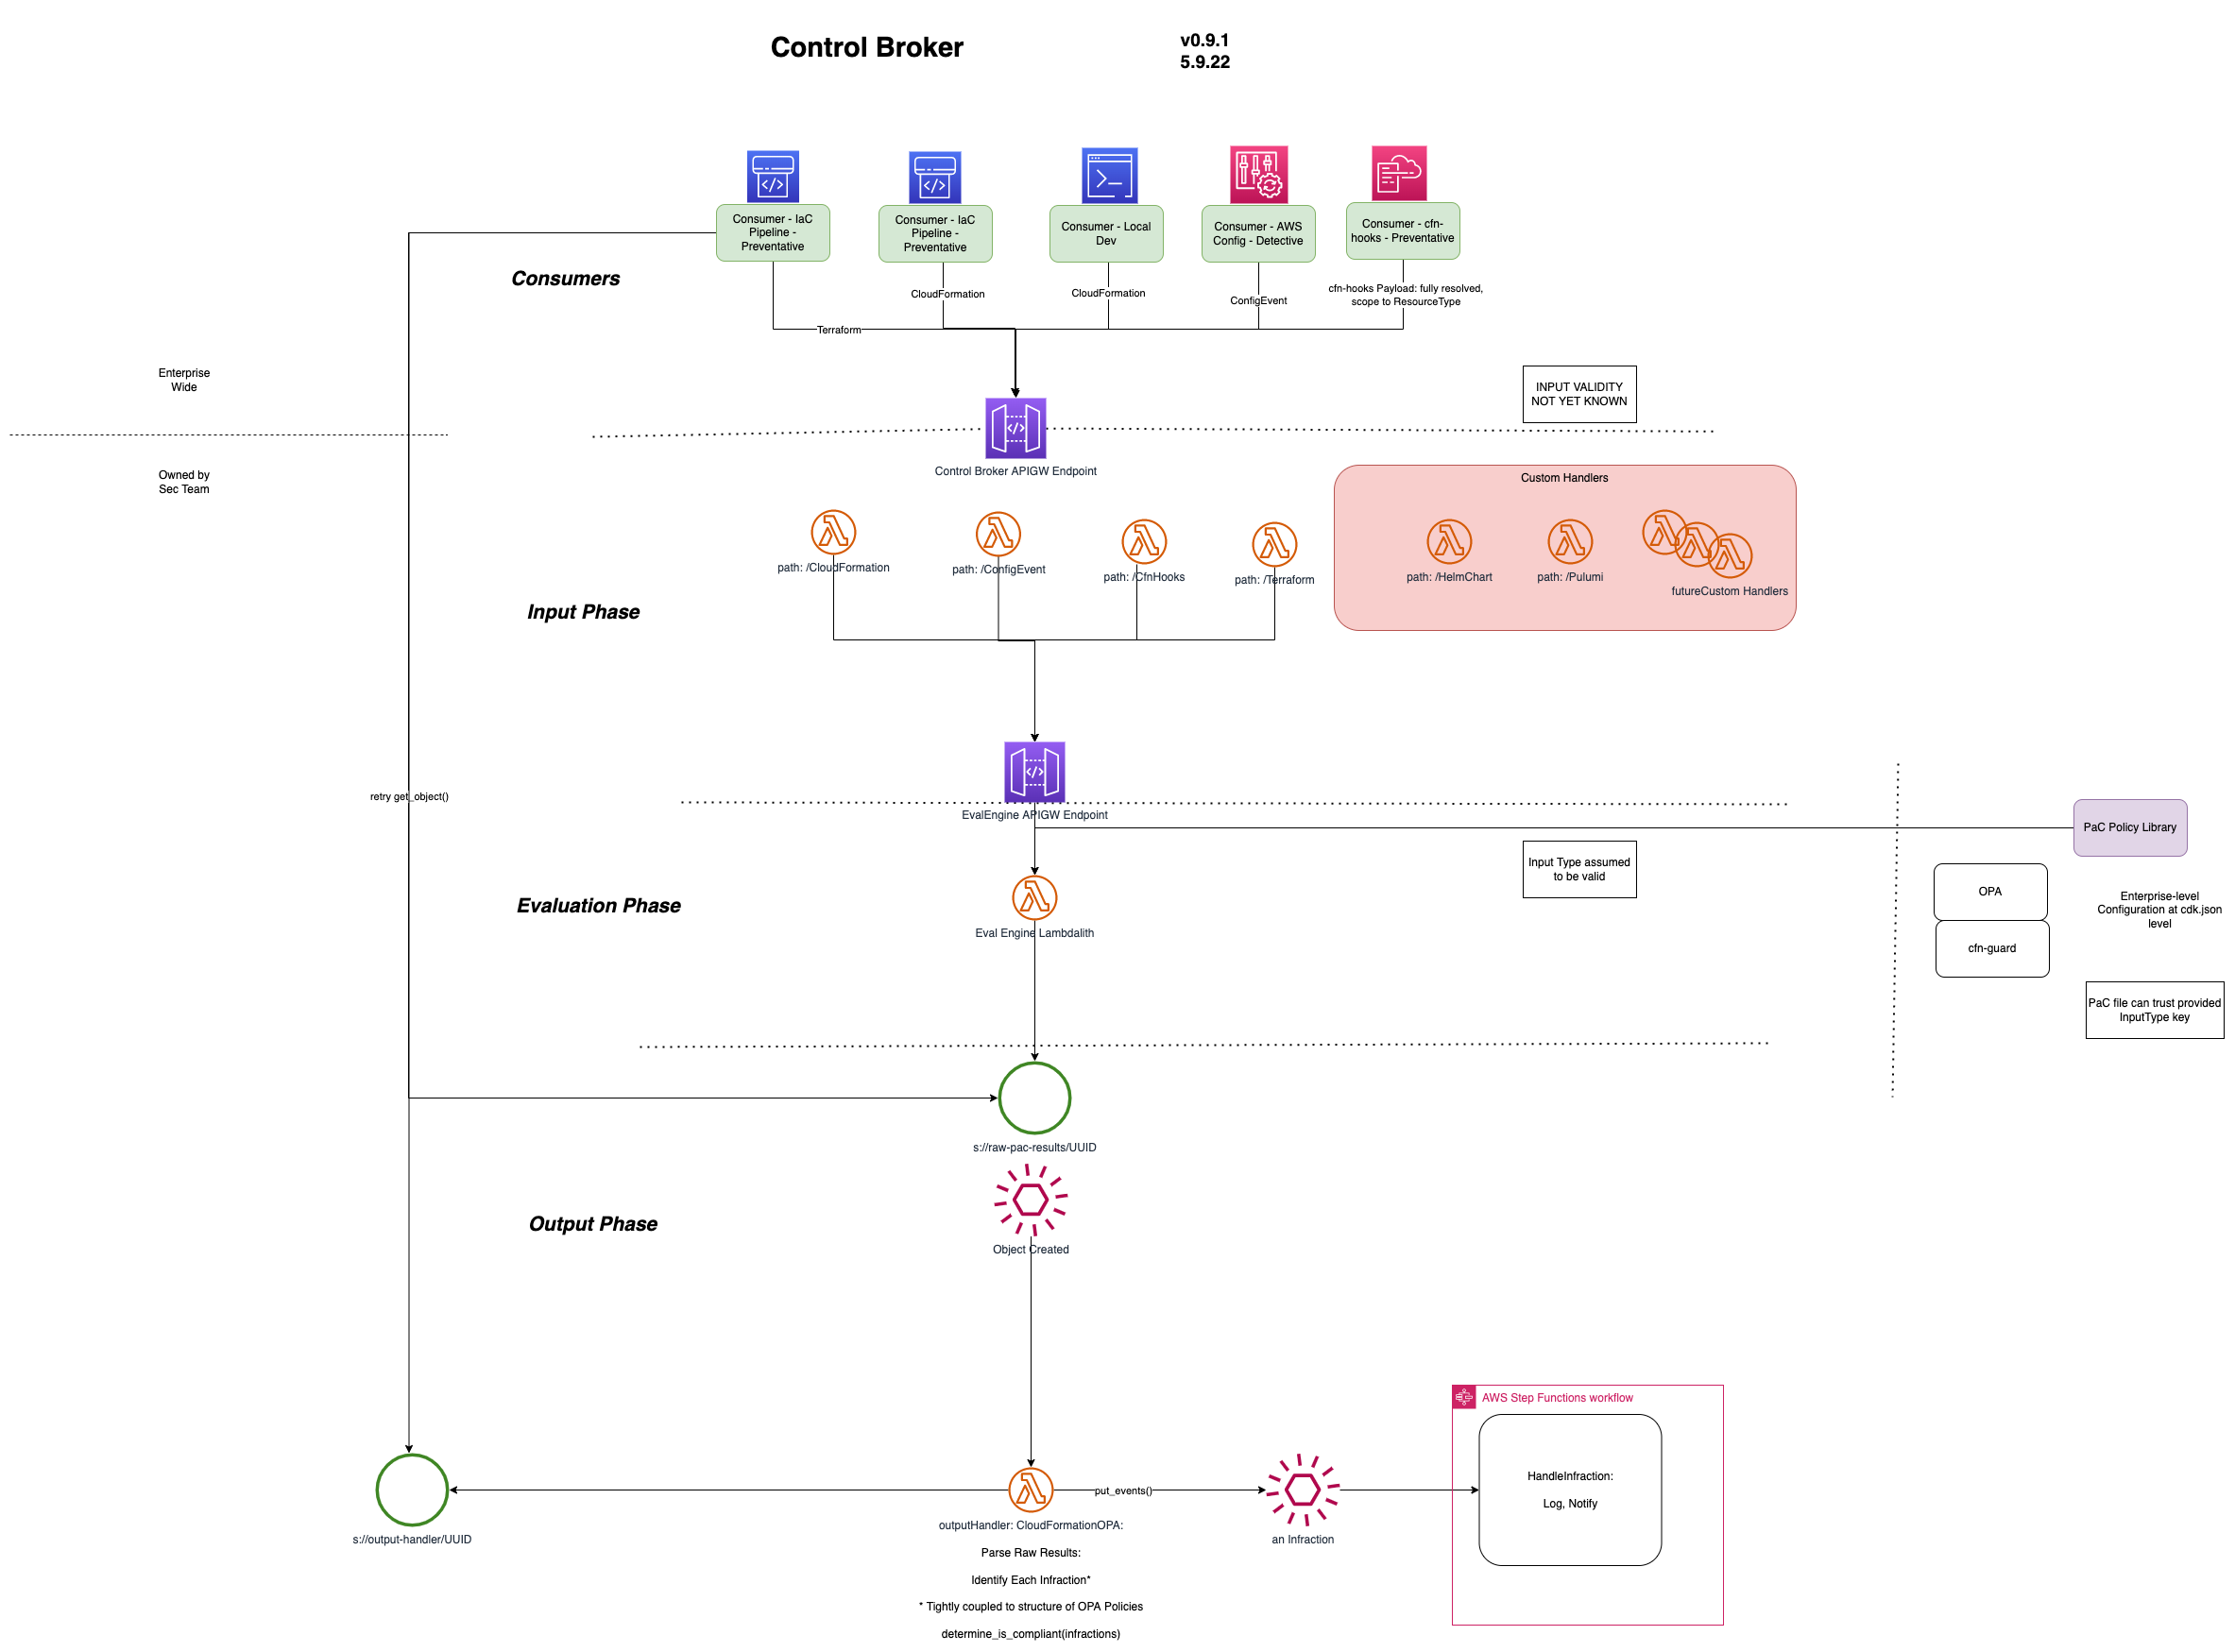 Control Broker
v0.9.1
5.9.22
Consumer - IaC
Pipeline -
Preventative
Consumer - IaC
Pipeline -
Preventative
Consumer - Local
Dev
Consumer - AWS
Config - Detective
Consumer - cfn-
hooks - Preventative
Consumers
CloudFormation
CloudFormation
ConfigEvent
cfn-hooks Payload: fully resolved,
scope to ResourceType
Terraform
Enterprise
Wide
INPUT VALIDITY
NOT YET KNOWN
Owned by
Sec Team
Control Broker APIGW Endpoint
Custom Handlers
path: /CloudFormation
path: /ConfigEvent
path: /CfnHooks
path: /Terraform
path: /HelmChart
path: /Pulumi
futureCustom Handlers
Input Phase
retry get_object()
EvalEngine APIGW Endpoint
PaC Policy Library
Input Type assumed
to be valid
OPA
cfn-guard
Enterprise-level
Configuration at cdk.json
level
Evaluation Phase
Eval Engine Lambdalith
PaC file can trust provided
InputType key
s://raw-pac-results/UUID
Output Phase
Object Created
AWS Step Functions workflow
HandleInfraction:
Log, Notify
put_events()
s://output-handler/UUID
outputHandler: CloudFormationOPA:
an Infraction
Parse Raw Results:
Identify Each Infraction*
* Tightly coupled to structure of OPA Policies
determine_is_compliant(infractions)